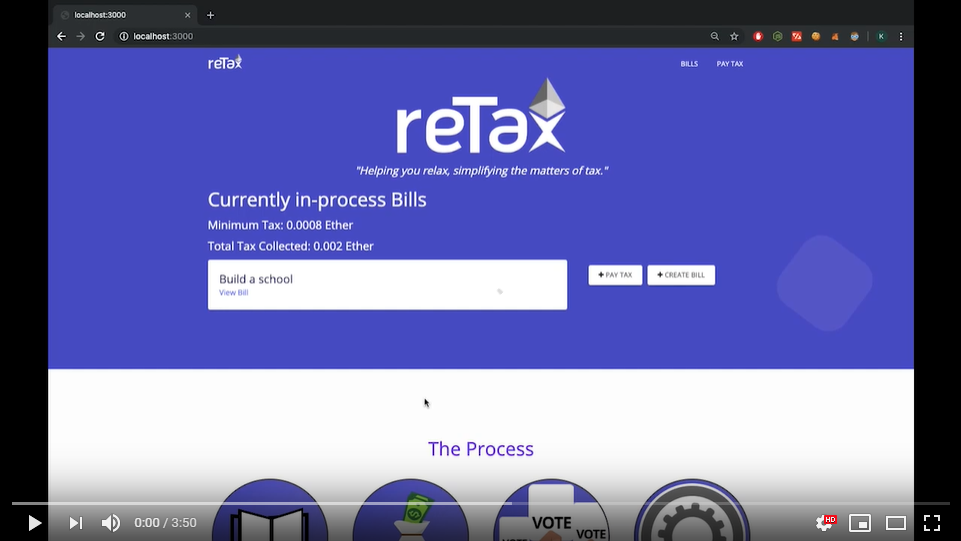 localhost:3000
localhost:3000
K
reTax
BILLS PAY TAX
reTax
"Helping you relax, simplifying the matters of tax."
Currently in-process Bills
Minimum Tax: 0.0008 Ether
Total Tax Collected: 0.002 Ether
Build a school
View Bill
+ PAY TAX + CREATE BILL
The Process
VOTE
VOTE
0:00 / 3:50
HD